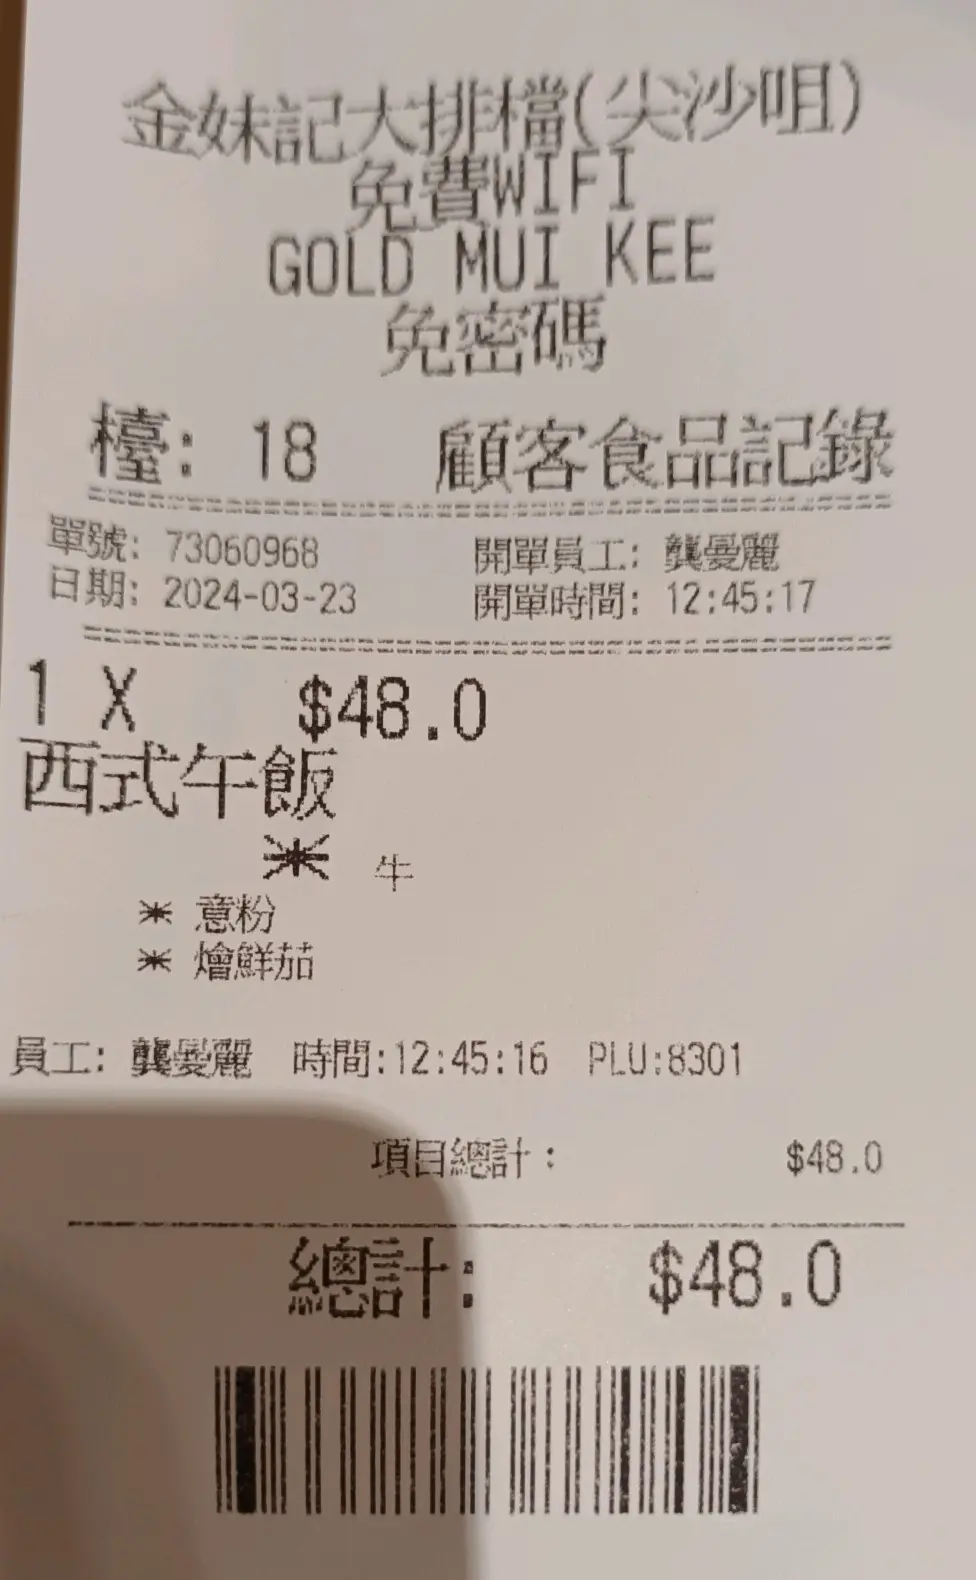 金妹記大排檔(尖沙咀)
免費WIFI
GOLD MUI KEE
免密碼
檯: 18 顧客食品記錄
單號: 73060968 開單員工: 龔曼麗
日期: 2024-03-23 開單時間: 12:45:17
1 X $48.0
西式午飯
* 牛
* 意粉
* 燴鮮茄
員工: 龔曼麗 時間:12:45:16 PLU:8301
項目總計: $48.0
總計: $48.0